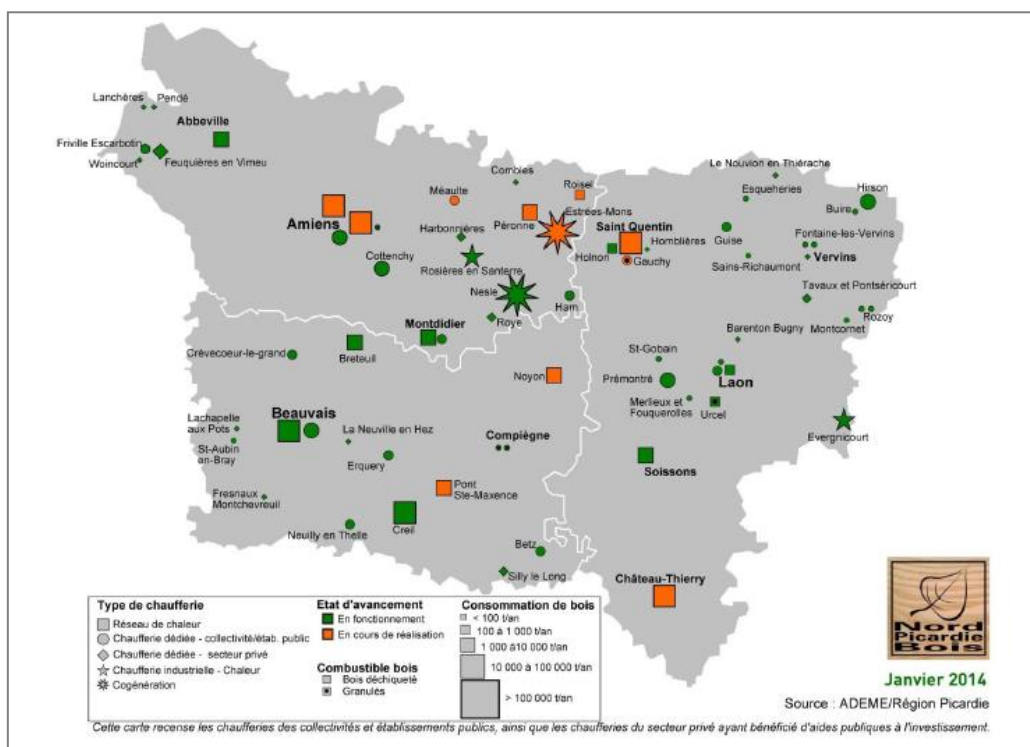 Lanchères
Pendé
Abbeville
Friville Escarbotin
Woincourt
Feuquières en Vimeu
Combles
Le Nouvion en Thiérache
Méaulte
Roisel
Esqueheries
Hirson
Buire
Amiens
Harbonnières
Péronne
Estrées-Mons
Saint Quentin
Homblières
Holnon
Gauchy
Guise
Fontaine-les-Vervins
Vervins
Sains-Richaumont
Cottenchy
Rosières en Santerre
Nesle
Ham
Tavaux et Pontséricourt
Rozoy
Montcornet
Roye
Montdidier
Breteuil
Crèvecoeur-le-grand
Barenton Bugny
St-Gobain
Noyon
Prémontré
Laon
Merlieux et
Fouquerolles
Urcel
Beauvais
Lachapelle
aux Pots
St-Aubin
en-Bray
La Neuville en Hez
Compiègne
Erquery
Evergnicourt
Soissons
Fresnaux
Montchevreuil
Pont
Ste-Maxence
Creil
Neuilly en Thelle
Betz
Silly le Long
Château-Thierry
Type de chaufferie
Réseau de chaleur
Chaufferie dédiée - collectivité/étab. public
Chaufferie dédiée - secteur privé
Chaufferie industrielle - Chaleur
Cogénération
Etat d'avancement
En fonctionnement
En cours de réalisation
Combustible bois
Bois déchiqueté
Granulés
Consommation de bois
< 100 t/an
100 à 1 000 t/an
1 000 à10 000 t/an
10 000 à 100 000 t/an
> 100 000 t/an
Nord
Picardie
Bois
Janvier 2014
Source : ADEME/Région Picardie
Cette carte recense les chaufferies des collectivités et établissements publics, ainsi que les chaufferies du secteur privé ayant bénéficié d'aides publiques à l'investissement.